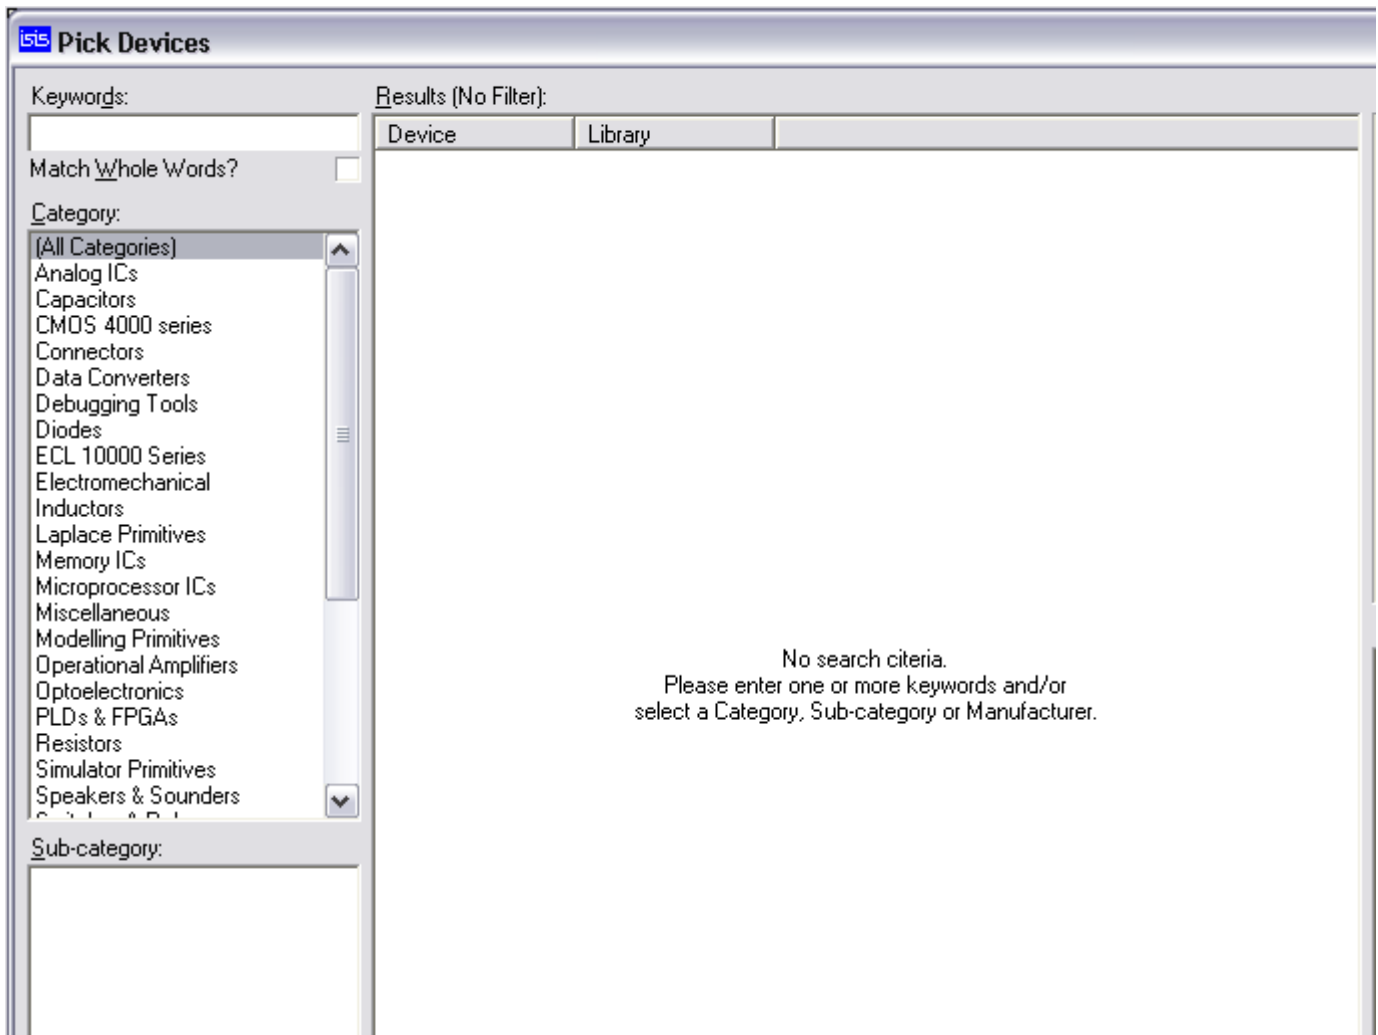 isis Pick Devices
Keywords:
Match Whole Words?
Category:
(All Categories)
Analog ICs
Capacitors
CMOS 4000 series
Connectors
Data Converters
Debugging Tools
Diodes
ECL 10000 Series
Electromechanical
Inductors
Laplace Primitives
Memory ICs
Microprocessor ICs
Miscellaneous
Modelling Primitives
Operational Amplifiers
Optoelectronics
PLDs & FPGAs
Resistors
Simulator Primitives
Speakers & Sounders
Sub-category:
Results (No Filter):
Device Library
No search citeria.
Please enter one or more keywords and/or
select a Category, Sub-category or Manufacturer.